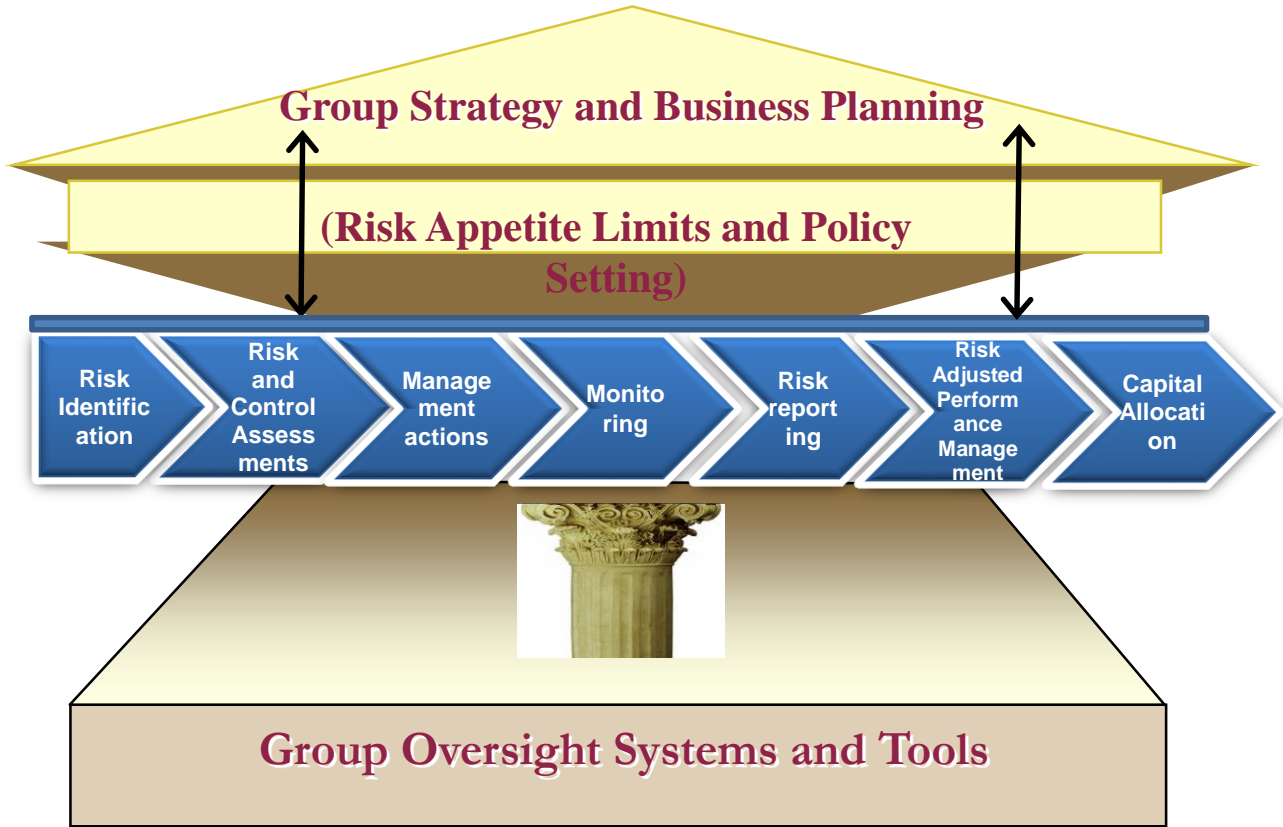 Group Strategy and Business Planning
(Risk Appetite Limits and Policy
Setting)
Risk
Identific
ation
Risk
and
Control
Assess
ments
Manage
ment
actions
Monito
ring
Risk
report
ing
Risk
Adjusted
Perform
ance
Manage
ment
Capital
Allocati
on
Group Oversight Systems and Tools